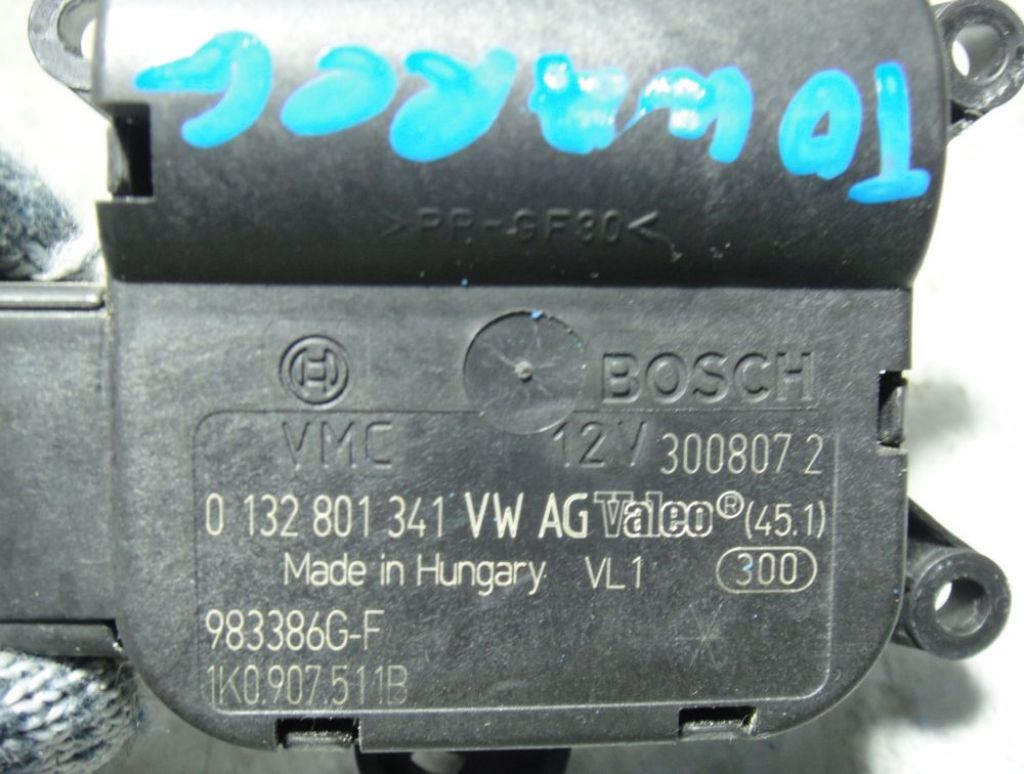 TOUAREG
>PP-GF30<
BOSCH
VMC 12V 300807 2
0 132 801 341 VW AG Valeo® (45.1)
Made in Hungary VL1 300
983386G-F
1K0.907.511B